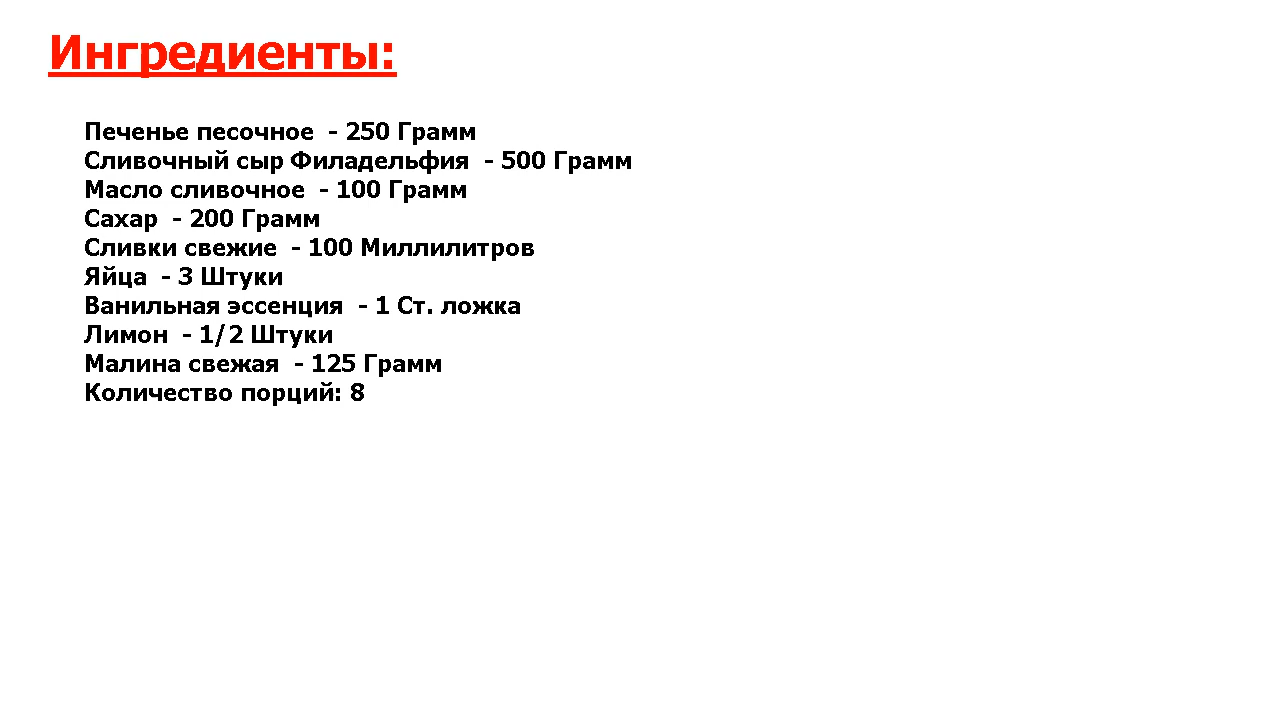 Ингредиенты:
Печенье песочное - 250 Грамм
Сливочный сыр Филадельфия - 500 Грамм
Масло сливочное - 100 Грамм
Сахар - 200 Грамм
Сливки свежие - 100 Миллилитров
Яйца - 3 Штуки
Ванильная эссенция - 1 Ст. ложка
Лимон - 1/2 Штуки
Малина свежая - 125 Грамм
Количество порций: 8